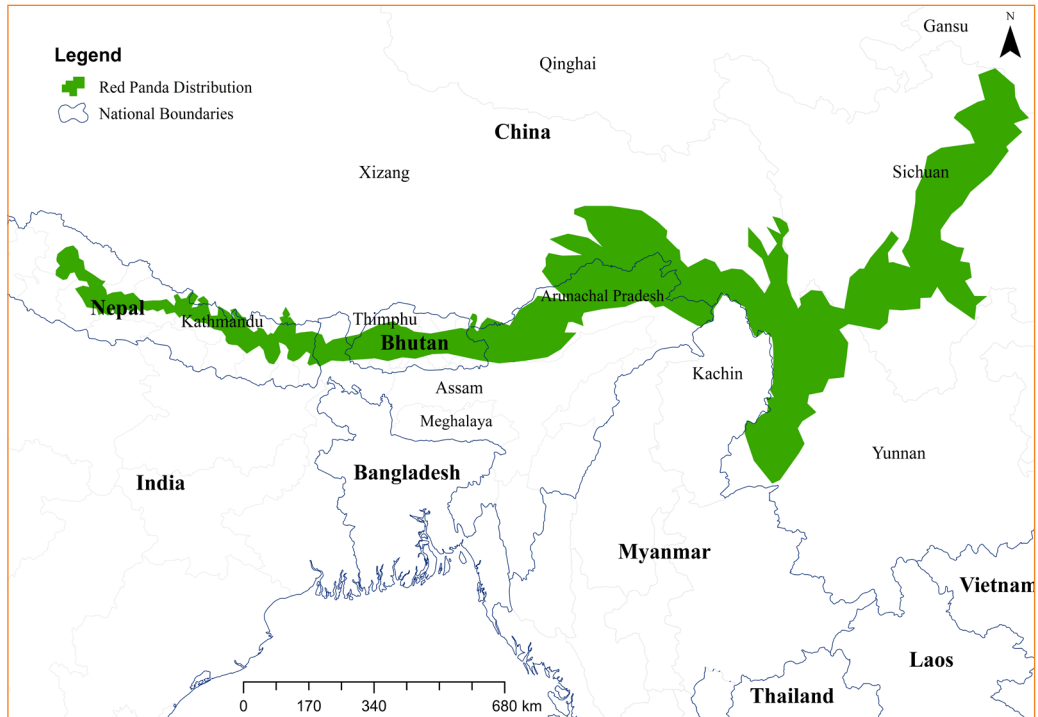 Gansu
N
Legend
Qinghai
Red Panda Distribution
National Boundaries
China
Xizang
Sichuan
Arunachal Pradesh
Nepal
Kathmandu
Thimphu
Bhutan
Kachin
Assam
Meghalaya
Yunnan
Bangladesh
India
Myanmar
Vietnam
Laos
Thailand
0 170 340 680 km